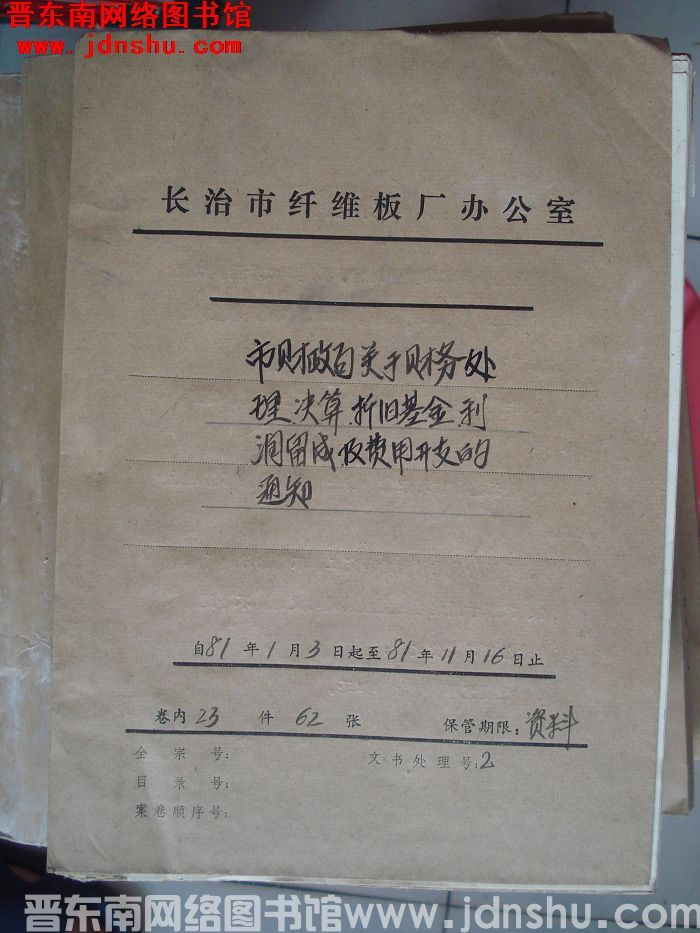 晋东南网络图书馆
www.jdnshu.com
长治市纤维板厂办公室
市财政局关于财务处
理决算.折旧基金利
润留成及费用开支的
通知
自81年1月3日起至81年11月16日止
卷内23件62张 保管期限：资料
全宗号： 文书处理号：2
目录号：
案卷顺序号：
晋东南网络图书馆www.jdnshu.com